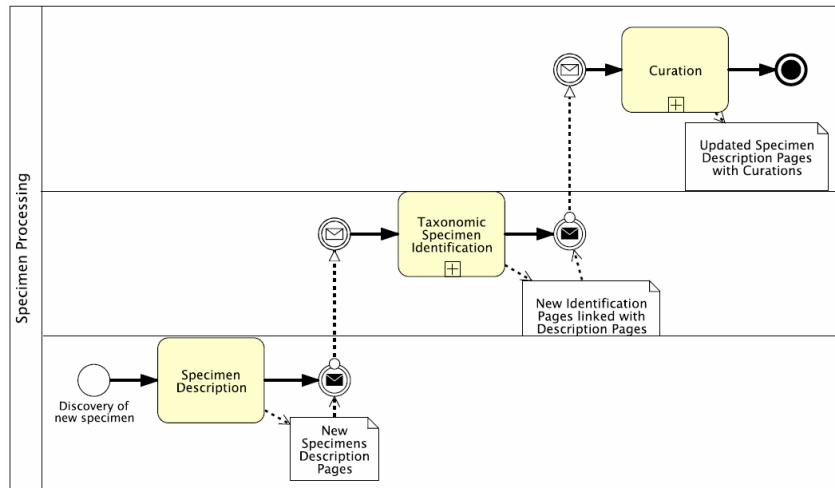 Specimen Processing
Curation
Updated Specimen
Description Pages
with Curations
Taxonomic
Specimen
Identification
New Identification
Pages linked with
Description Pages
Specimen
Description
Discovery of
new specimen
New
Specimens
Description
Pages